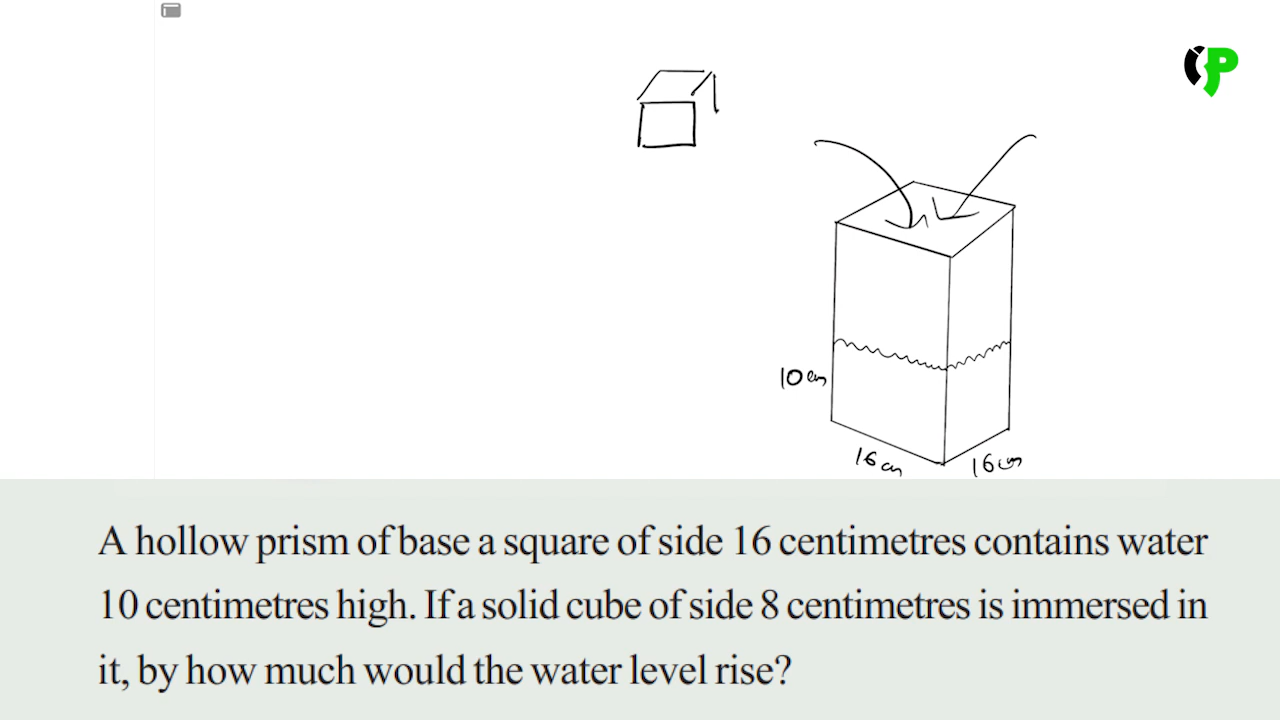 10 cm
16 cm
16 cm
A hollow prism of base a square of side 16 centimetres contains water
10 centimetres high. If a solid cube of side 8 centimetres is immersed in
it, by how much would the water level rise?